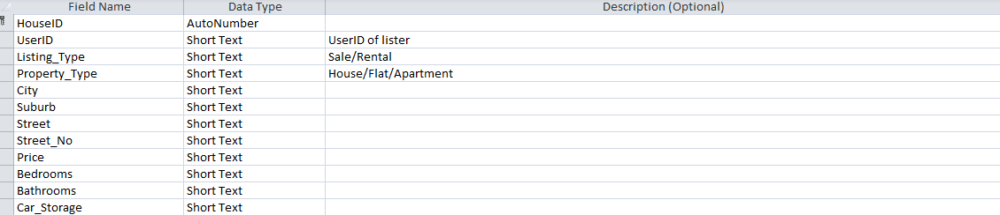 Field Name Data Type Description (Optional)
HouseID AutoNumber
UserID Short Text UserID of lister
Listing_Type Short Text Sale/Rental
Property_Type Short Text House/Flat/Apartment
City Short Text
Suburb Short Text
Street Short Text
Street_No Short Text
Price Short Text
Bedrooms Short Text
Bathrooms Short Text
Car_Storage Short Text